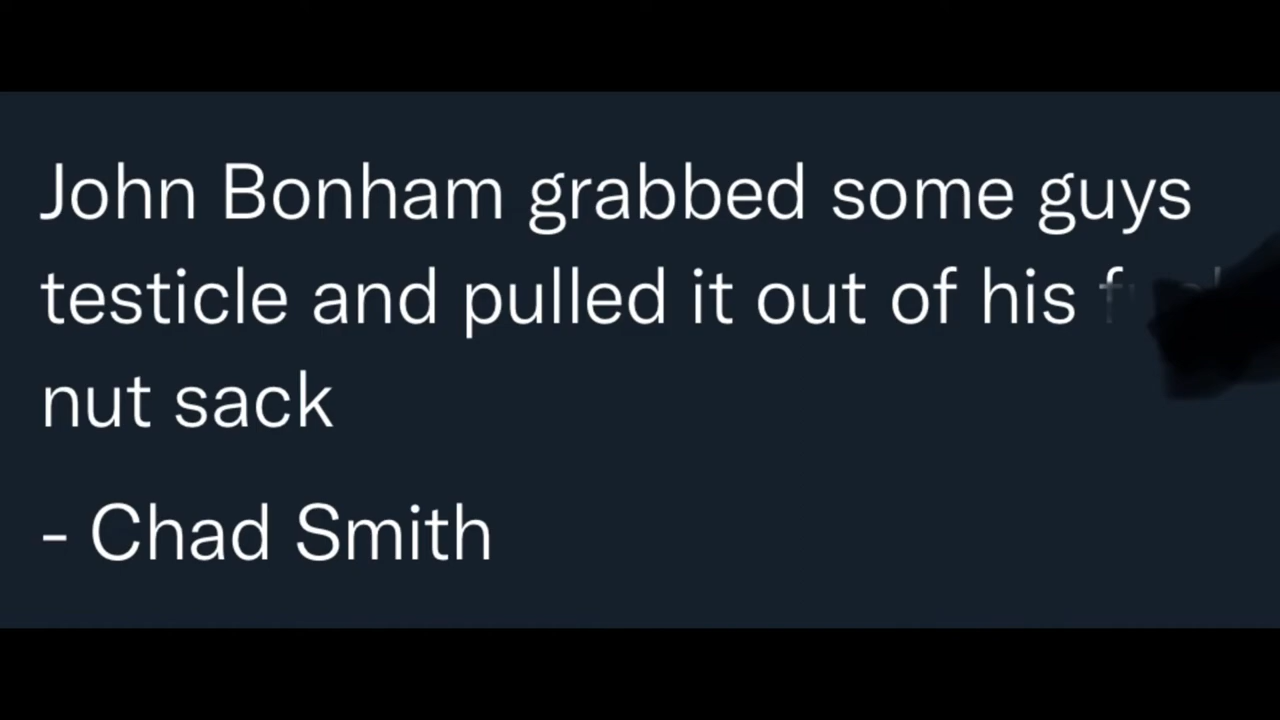 John Bonham grabbed some guys
testicle and pulled it out of his
nut sack
- Chad Smith